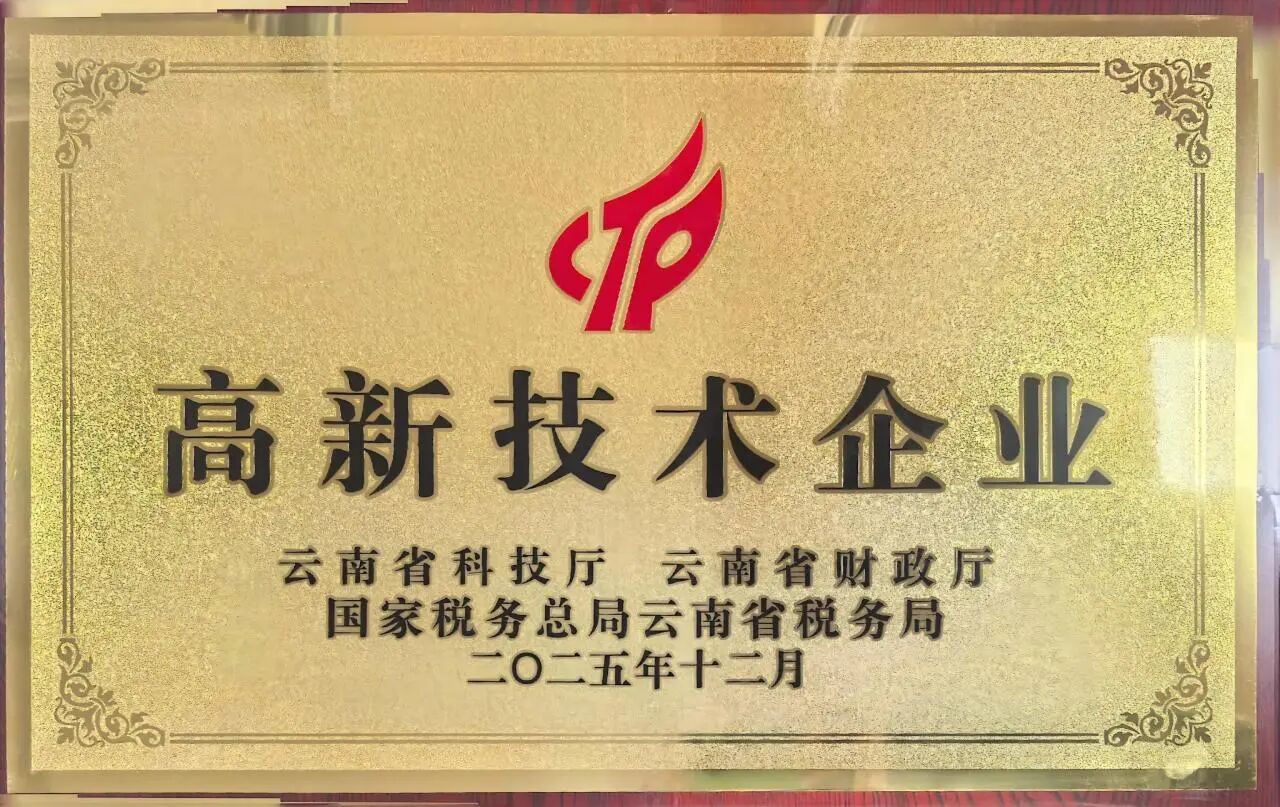 高新技术企业
云南省科技厅 云南省财政厅
国家税务总局云南省税务局
二〇二五年十二月